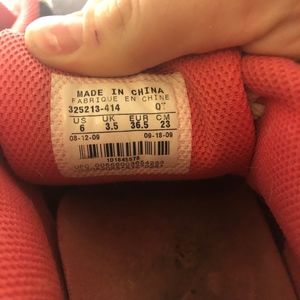 MADE IN CHINA
FABRIQUE EN CHINE
325213-414 0
US UK EUR CM
6 3.5 36.5 23
08-12-09 09-18-09